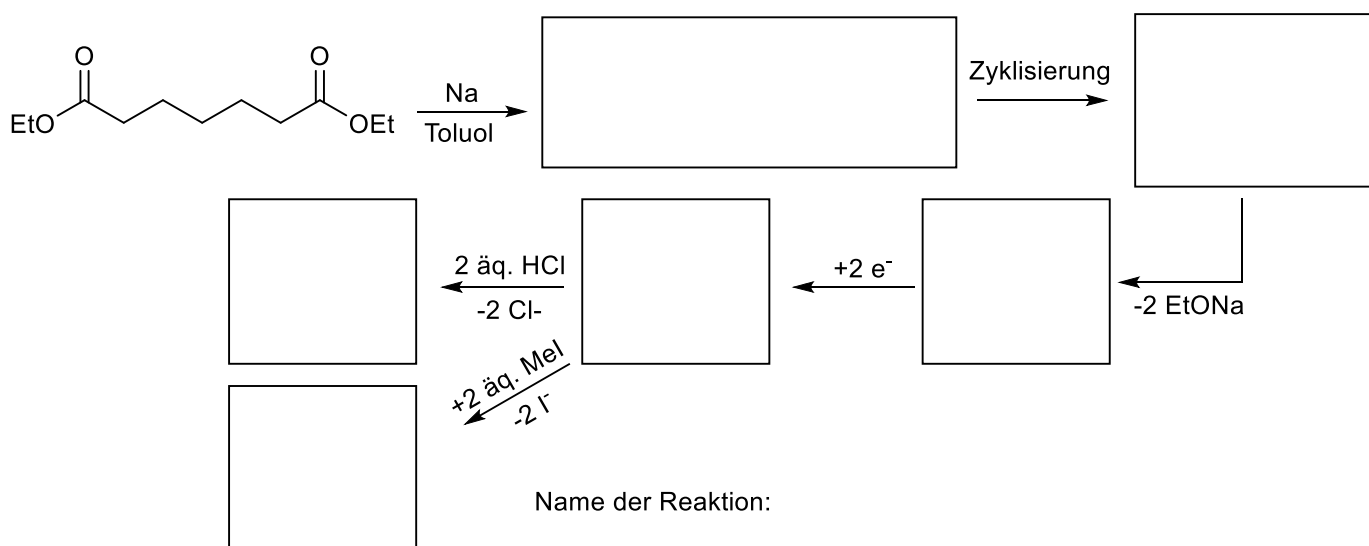 O
O
EtO
OEt
Na
Toluol
Zyklisierung
2 äq. HCl
-2 Cl-
+2 e⁻
-2 EtONa
+2 äq. MeI
-2 I⁻
Name der Reaktion: